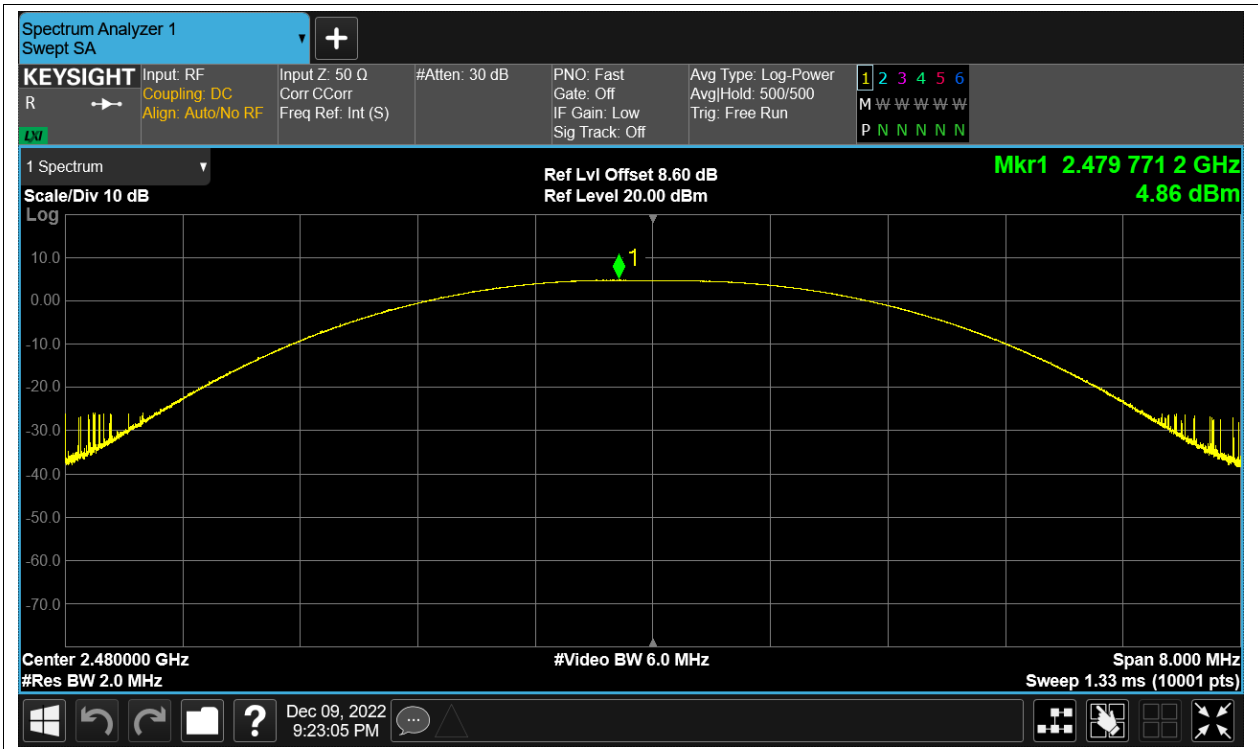 Spectrum Analyzer 1
Swept SA
KEYSIGHT
R
LXI
Input: RF
Coupling: DC
Align: Auto/No RF
Input Z: 50 Ω
Corr CCorr
Freq Ref: Int (S)
#Atten: 30 dB
PNO: Fast
Gate: Off
IF Gain: Low
Sig Track: Off
Avg Type: Log-Power
Avg|Hold: 500/500
Trig: Free Run
1 2 3 4 5 6
M W W W W W
P N N N N N
1 Spectrum
Scale/Div 10 dB
Log
Ref Lvl Offset 8.60 dB
Ref Level 20.00 dBm
Mkr1 2.479 771 2 GHz
4.86 dBm
1
10.0
0.00
-10.0
-20.0
-30.0
-40.0
-50.0
-60.0
-70.0
Center 2.480000 GHz
#Res BW 2.0 MHz
#Video BW 6.0 MHz
Span 8.000 MHz
Sweep 1.33 ms (10001 pts)
?
Dec 09, 2022
9:23:05 PM